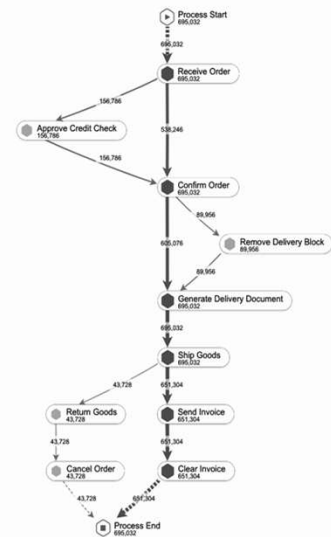 Process Start
695,032
695,032
Receive Order
695,032
156,786
538,246
Approve Credit Check
156,786
156,786
Confirm Order
695,032
89,956
605,076
Remove Delivery Block
89,956
89,956
Generate Delivery Document
695,032
695,032
Ship Goods
695,032
43,728
651,304
Return Goods
43,728
Send Invoice
651,304
43,728
651,304
Cancel Order
43,728
Clear Invoice
651,304
43,728
651,304
Process End
695,032